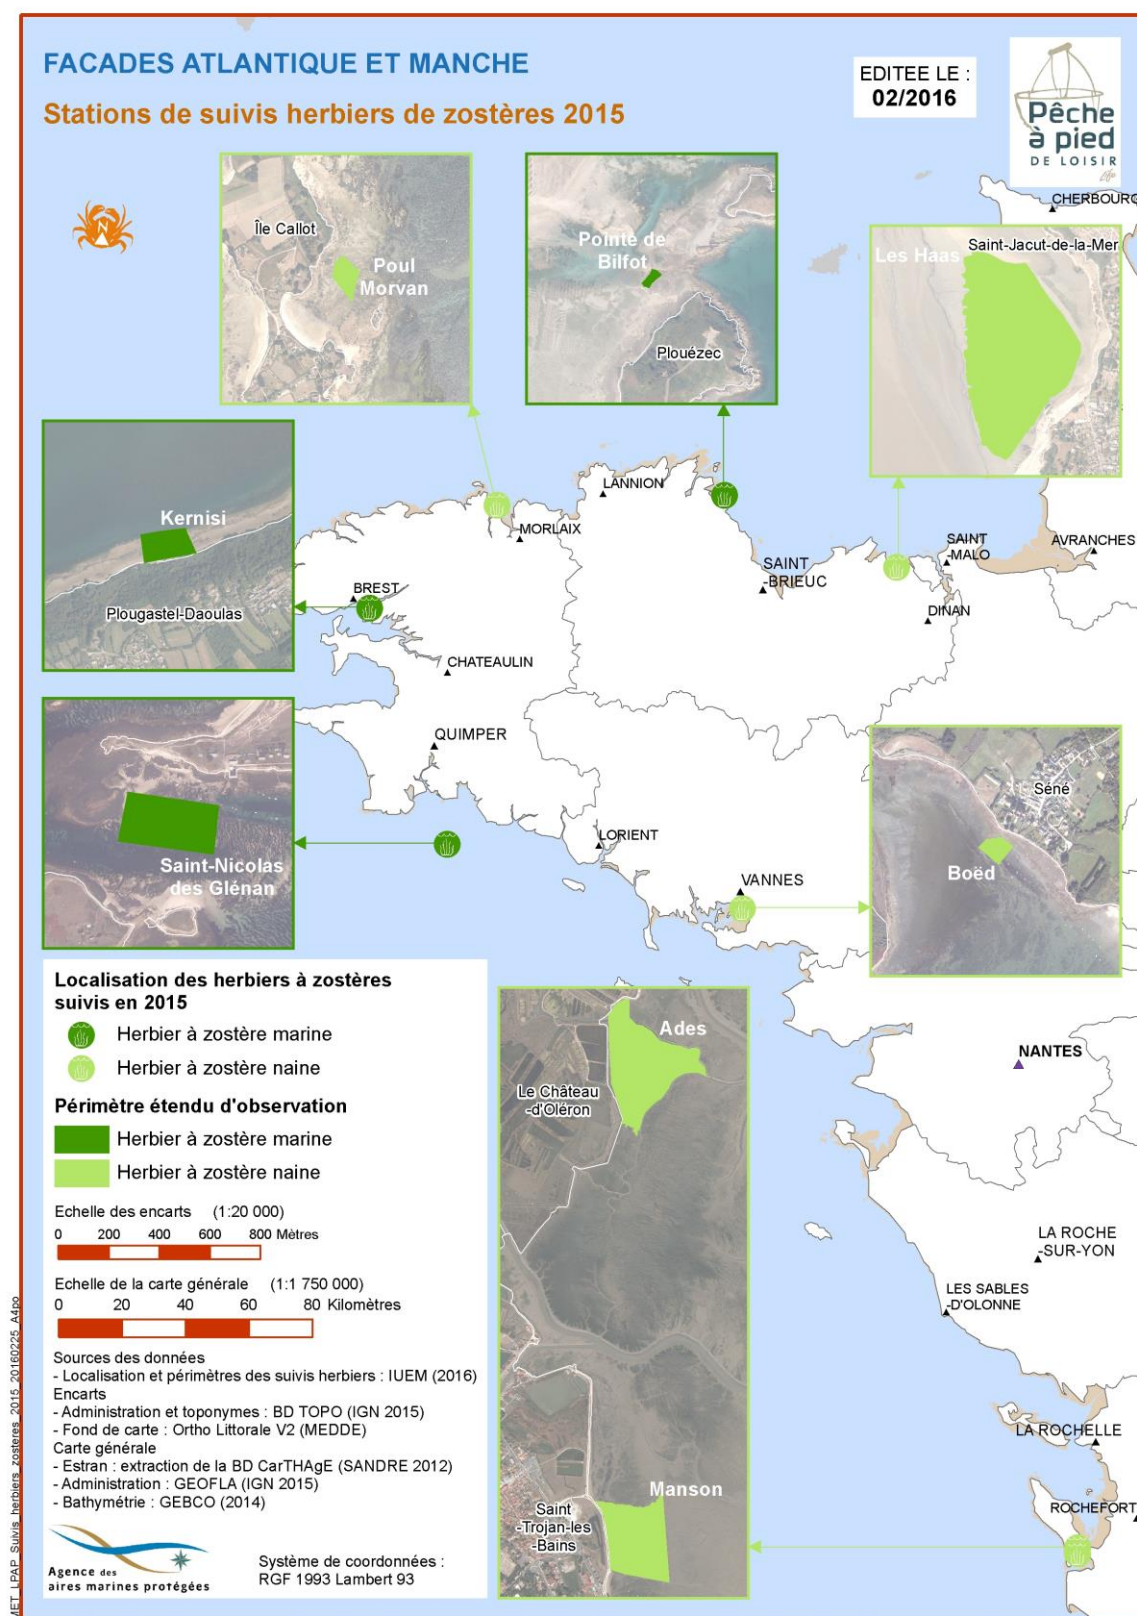 FACADES ATLANTIQUE ET MANCHE
Stations de suivis herbiers de zostères 2015
EDITEE LE :
02/2016
Pêche
à pied
DE LOISIR
N
CHERBOURG
Île Callot
Poul
Morvan
Pointe de
Bilfot
Plouézec
Saint-Jacut-de-la-Mer
Les Haas
Kernisi
Plougastel-Daoulas
LANNION
MORLAIX
BREST
SAINT
-BRIEUC
SAINT
-MALO
AVRANCHES
DINAN
CHATEAULIN
QUIMPER
LORIENT
VANNES
Saint-Nicolas
des Glénan
Séné
Boëd
Localisation des herbiers à zostères
suivis en 2015
Herbier à zostère marine
Herbier à zostère naine
Périmètre étendu d'observation
Herbier à zostère marine
Herbier à zostère naine
Echelle des encarts (1:20 000)
0 200 400 600 800 Mètres
Echelle de la carte générale (1:1 750 000)
0 20 40 60 80 Kilomètres
Sources des données
- Localisation et périmètres des suivis herbiers : IUEM (2016)
Encarts
- Administration et toponymes : BD TOPO (IGN 2015)
- Fond de carte : Ortho Littorale V2 (MEDDE)
Carte générale
- Estran : extraction de la BD CarTHAgE (SANDRE 2012)
- Administration : GEOFLA (IGN 2015)
- Bathymétrie : GEBCO (2014)
Agence des
aires marines protégées
Système de coordonnées :
RGF 1993 Lambert 93
Ades
Le Château
-d'Oléron
Manson
Saint
-Trojan-les
-Bains
NANTES
LA ROCHE
-SUR-YON
LES SABLES
-D'OLONNE
LA ROCHELLE
ROCHEFORT
MET_LPAP_Suivis_herbiers_zosteres_2015_20160225_A4po